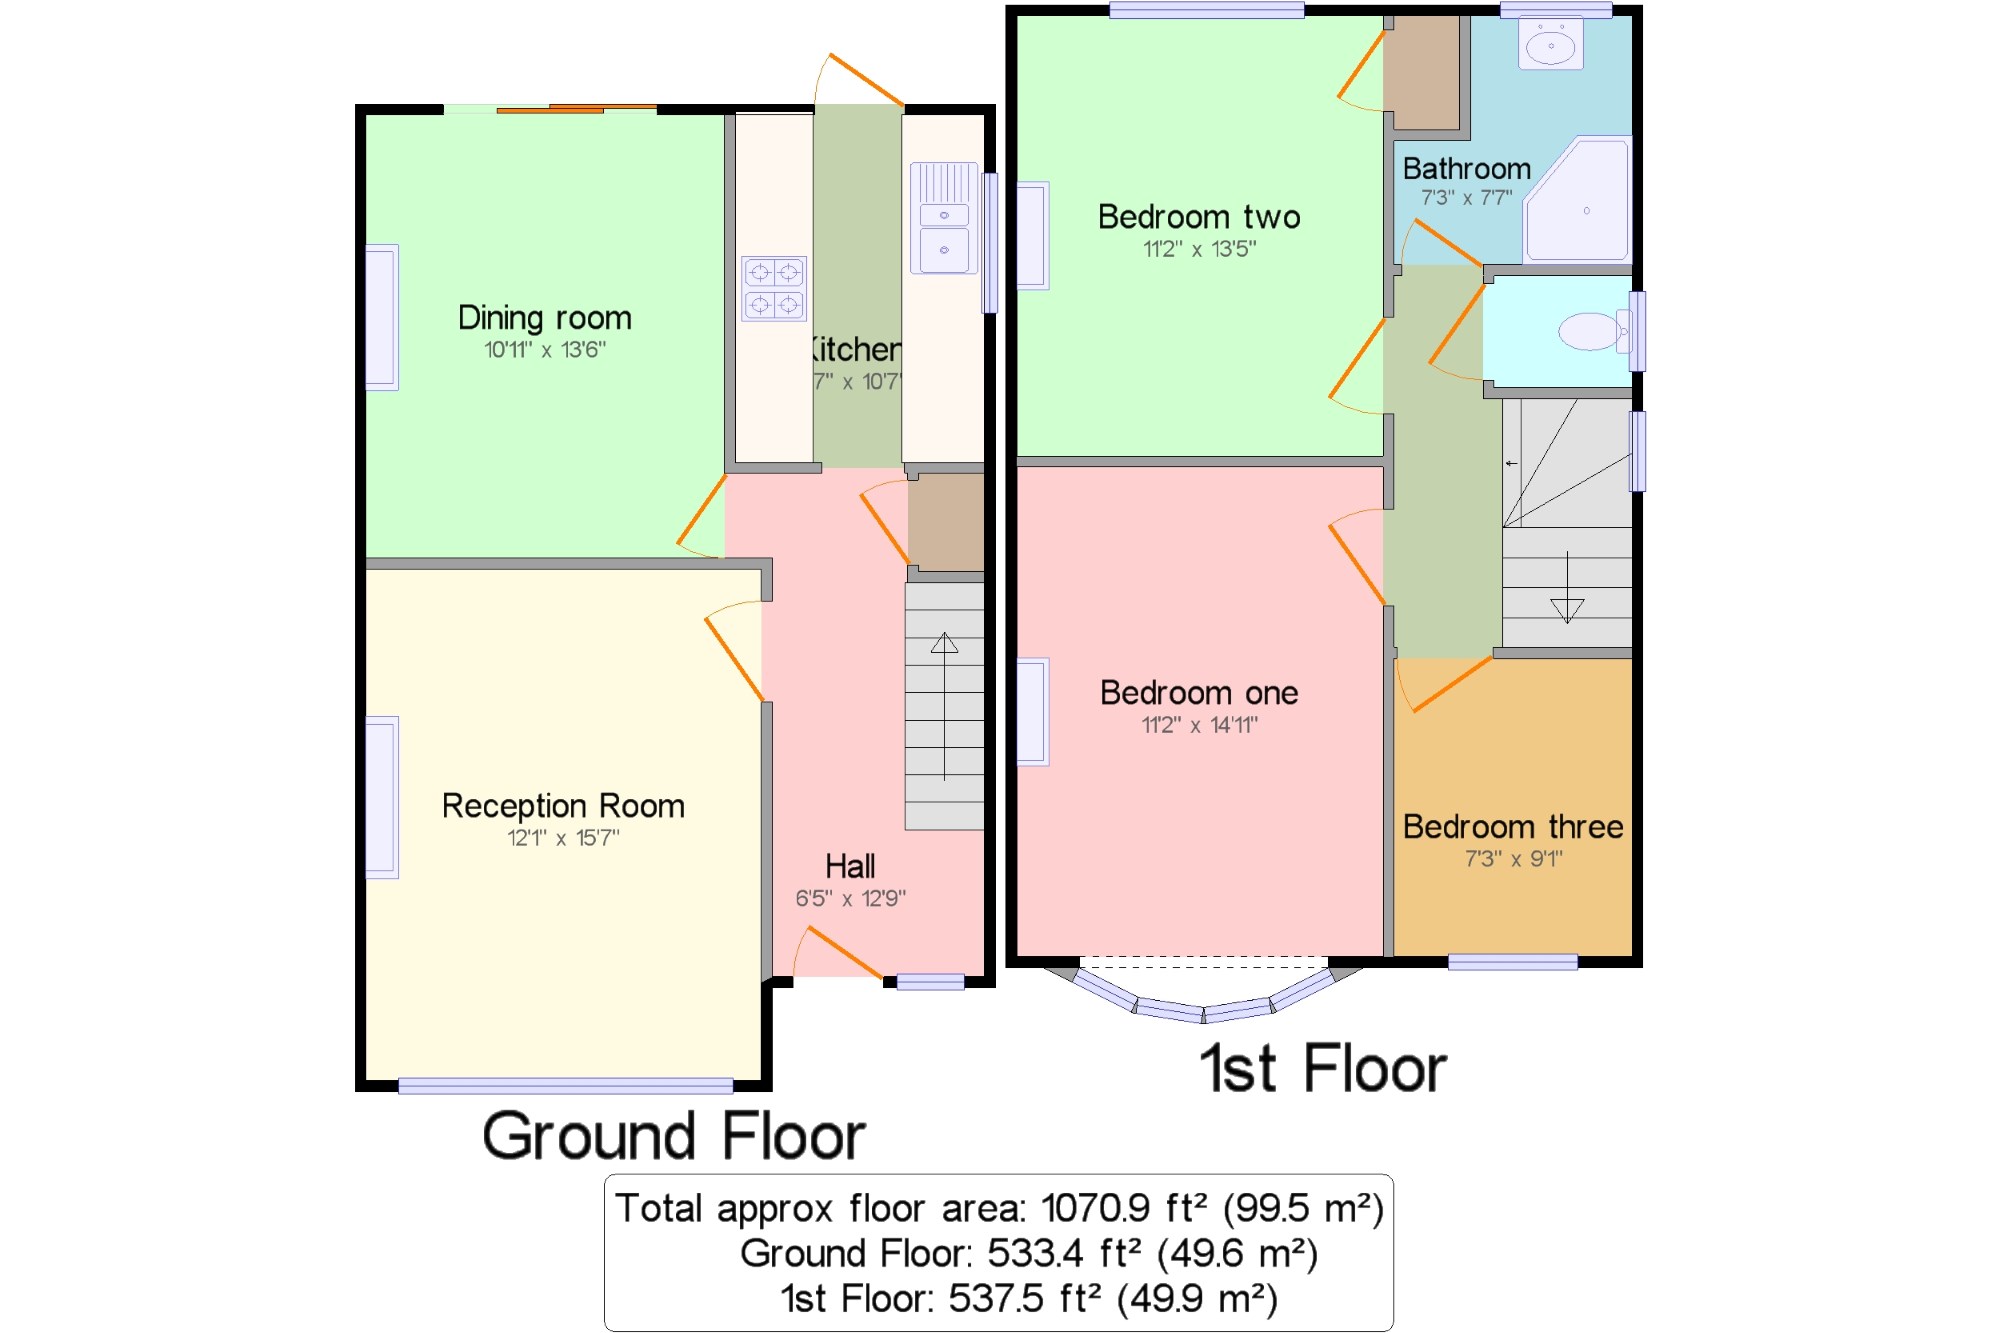 Dining room
10'11" x 13'6"
7" x 10'7"
Reception Room
12'1" x 15'7"
Hall
6'5" x 12'9"
Ground Floor
Bedroom two
11'2" x 13'5"
Bathroom
7'3" x 7'7"
Bedroom one
11'2" x 14'11"
Bedroom three
7'3" x 9'1"
1st Floor
Total approx floor area: 1070.9 ft² (99.5 m²)
Ground Floor: 533.4 ft² (49.6 m²)
1st Floor: 537.5 ft² (49.9 m²)